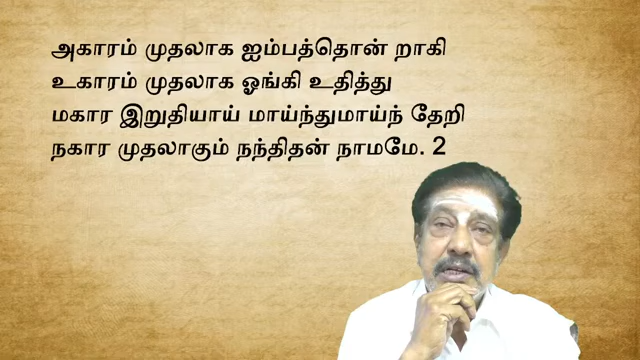 அகாரம் முதலாக ஐம்பத்தொன் றாகி
உகாரம் முதலாக ஓங்கி உதித்து
மகார இறுதியாய் மாய்ந்துமாய்ந் தேறி
நகார முதலாகும் நந்திதன் நாமமே. 2